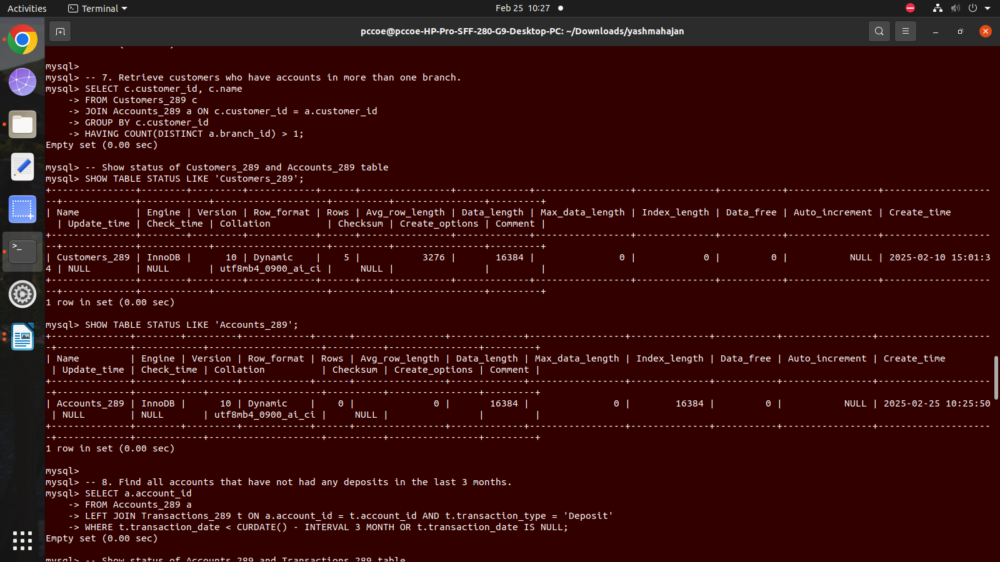 Activities
Terminal
Feb 25 10:27
pccoe@pccoe-HP-Pro-SFF-280-G9-Desktop-PC: ~/Downloads/yashmahajan
mysql>
mysql> -- 7. Retrieve customers who have accounts in more than one branch.
mysql> SELECT c.customer_id, c.name
    -> FROM Customers_289 c
    -> JOIN Accounts_289 a ON c.customer_id = a.customer_id
    -> GROUP BY c.customer_id
    -> HAVING COUNT(DISTINCT a.branch_id) > 1;
Empty set (0.00 sec)
mysql> -- Show status of Customers_289 and Accounts_289 table
mysql> SHOW TABLE STATUS LIKE 'Customers_289';
+---------------+--------+---------+------------+------+----------------+-------------+-----------------+--------------+-----------+----------------+-------------------
--+-------------+------------+--------------------+----------+----------------+---------+
| Name          | Engine | Version | Row_format | Rows | Avg_row_length | Data_length | Max_data_length | Index_length | Data_free | Auto_increment | Create_time
  | Update_time | Check_time | Collation          | Checksum | Create_options | Comment |
+---------------+--------+---------+------------+------+----------------+-------------+-----------------+--------------+-----------+----------------+-------------------
--+-------------+------------+--------------------+----------+----------------+---------+
| Customers_289 | InnoDB |      10 | Dynamic    |    5 |           3276 |       16384 |               0 |            0 |         0 |           NULL | 2025-02-10 15:01:3
4 | NULL        | NULL       | utf8mb4_0900_ai_ci |     NULL |                |         |
+---------------+--------+---------+------------+------+----------------+-------------+-----------------+--------------+-----------+----------------+-------------------
--+-------------+------------+--------------------+----------+----------------+---------+
1 row in set (0.00 sec)
mysql> SHOW TABLE STATUS LIKE 'Accounts_289';
+--------------+--------+---------+------------+------+----------------+-------------+-----------------+--------------+-----------+----------------+--------------------
-+-------------+------------+--------------------+----------+----------------+---------+
| Name         | Engine | Version | Row_format | Rows | Avg_row_length | Data_length | Max_data_length | Index_length | Data_free | Auto_increment | Create_time
 | Update_time | Check_time | Collation          | Checksum | Create_options | Comment |
+--------------+--------+---------+------------+------+----------------+-------------+-----------------+--------------+-----------+----------------+--------------------
-+-------------+------------+--------------------+----------+----------------+---------+
| Accounts_289 | InnoDB |      10 | Dynamic    |    0 |              0 |       16384 |               0 |        16384 |         0 |           NULL | 2025-02-25 10:25:50
 | NULL        | NULL       | utf8mb4_0900_ai_ci |     NULL |                |         |
+--------------+--------+---------+------------+------+----------------+-------------+-----------------+--------------+-----------+----------------+--------------------
-+-------------+------------+--------------------+----------+----------------+---------+
1 row in set (0.00 sec)
mysql>
mysql> -- 8. Find all accounts that have not had any deposits in the last 3 months.
mysql> SELECT a.account_id
    -> FROM Accounts_289 a
    -> LEFT JOIN Transactions_289 t ON a.account_id = t.account_id AND t.transaction_type = 'Deposit'
    -> WHERE t.transaction_date < CURDATE() - INTERVAL 3 MONTH OR t.transaction_date IS NULL;
Empty set (0.00 sec)
mysql> -- Show status of Accounts_289 and Transactions_289 table